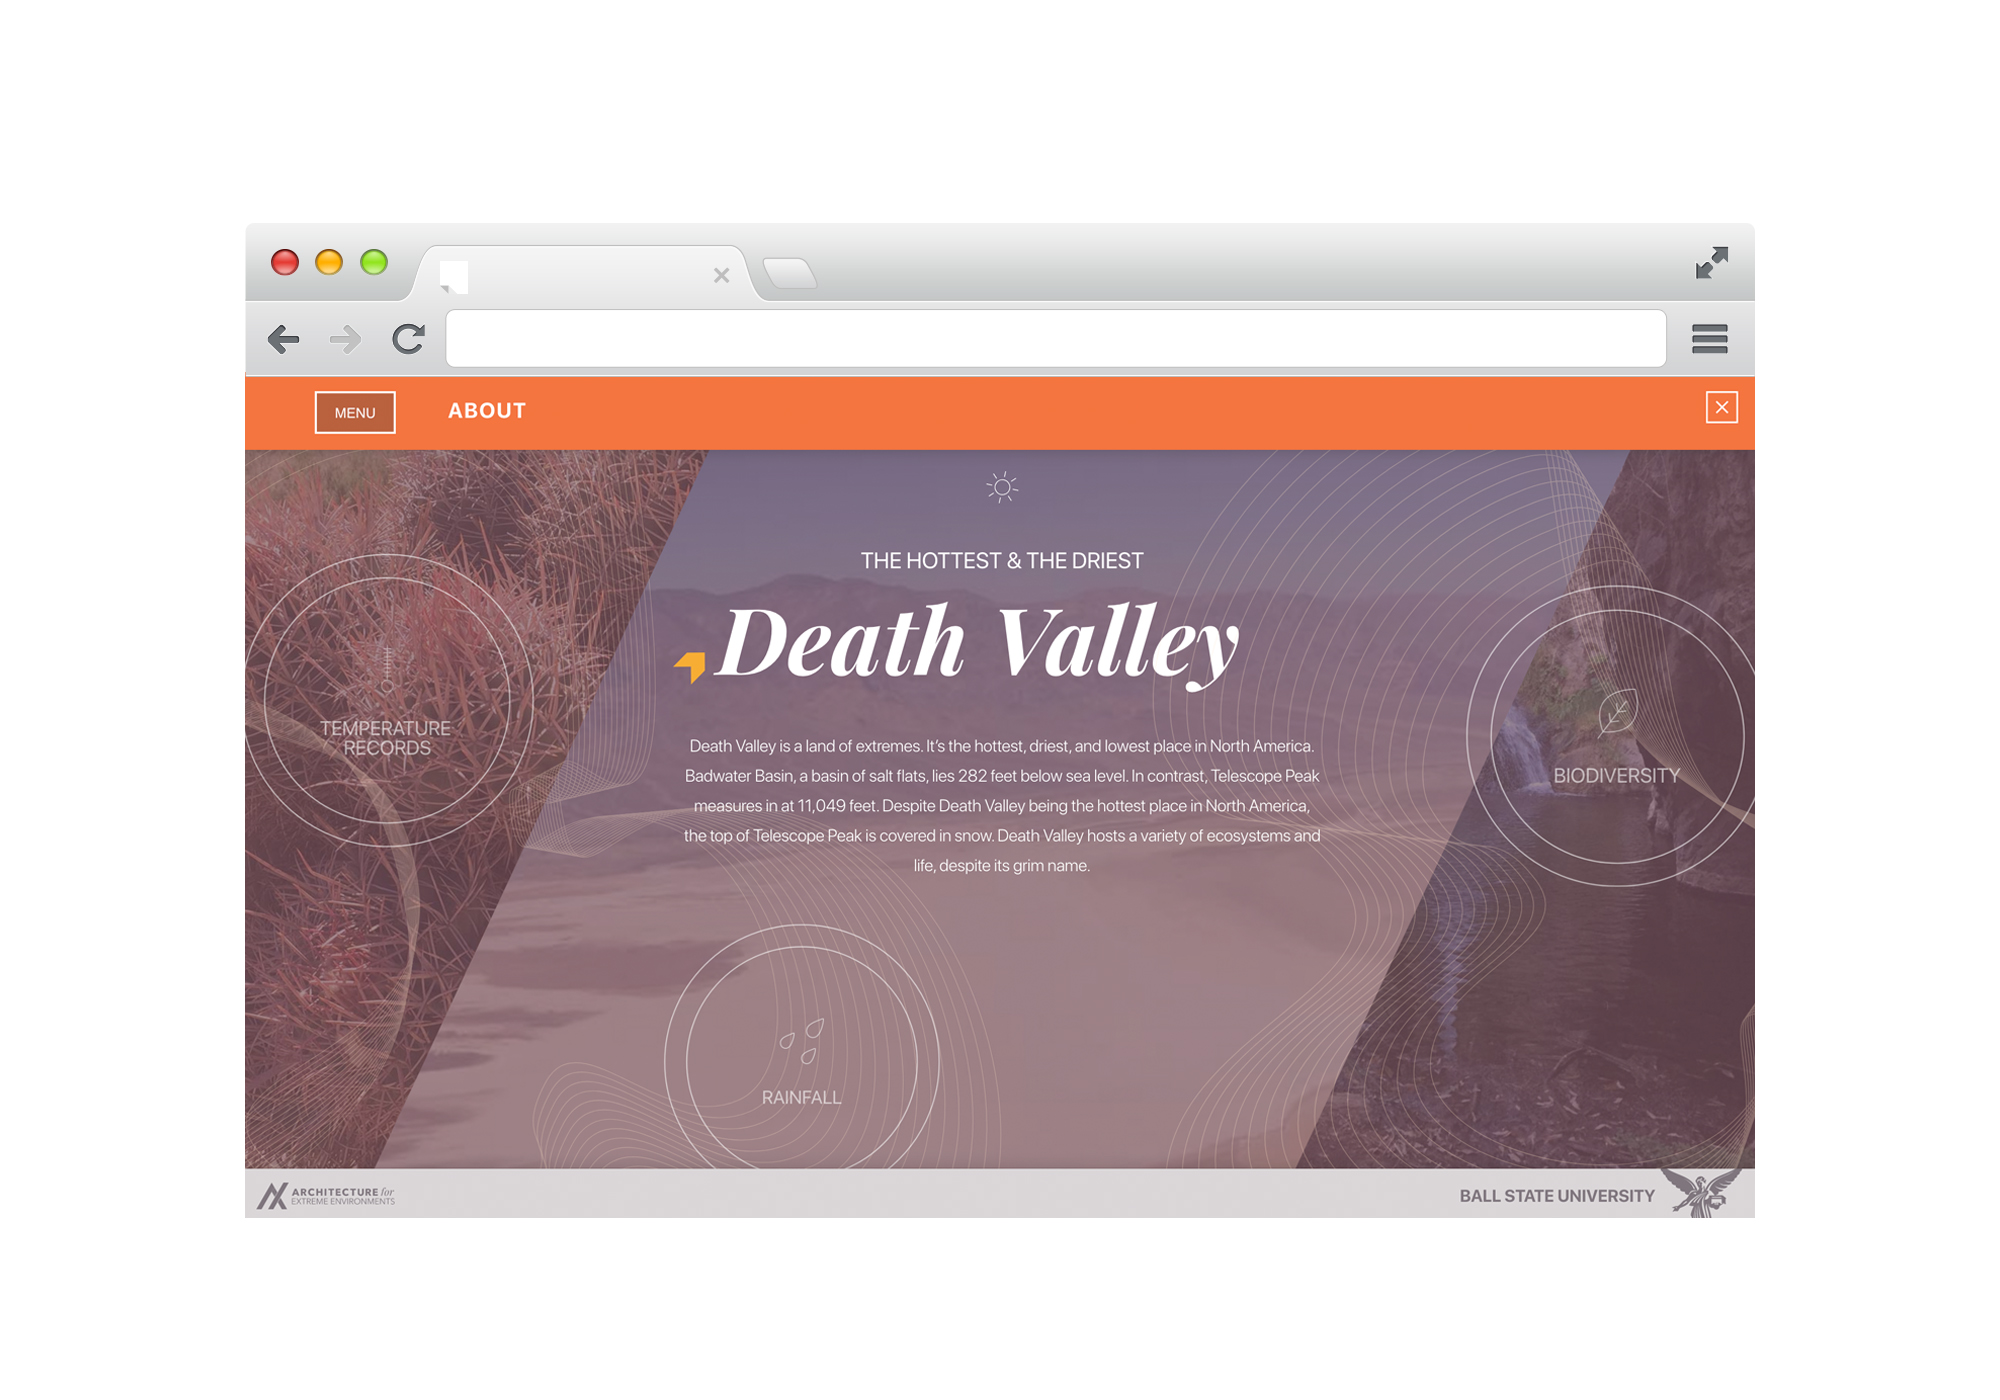 MENU
ABOUT
THE HOTTEST & THE DRIEST
Death Valley
Death Valley is a land of extremes. It’s the hottest, driest, and lowest place in North America.
Badwater Basin, a basin of salt flats, lies 282 feet below sea level. In contrast, Telescope Peak
measures in at 11,049 feet. Despite Death Valley being the hottest place in North America,
the top of Telescope Peak is covered in snow. Death Valley hosts a variety of ecosystems and
life, despite its grim name.
TEMPERATURE
RECORDS
BIODIVERSITY
RAINFALL
ARCHITECTURE for
EXTREME ENVIRONMENTS
BALL STATE UNIVERSITY